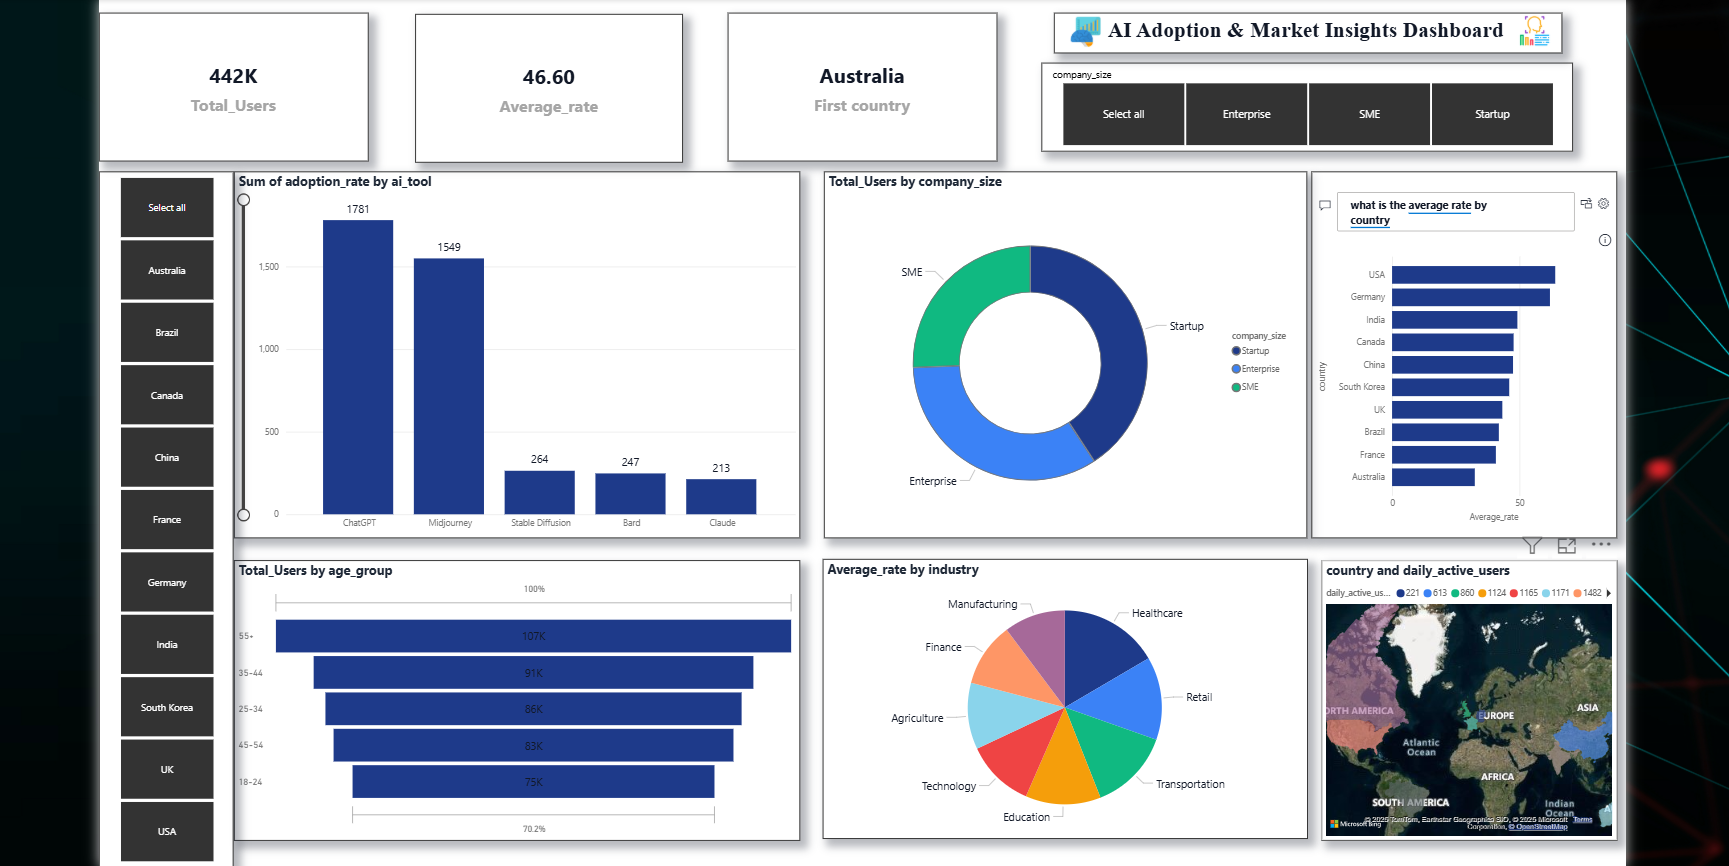 442K
Total_Users
46.60
Average_rate
Australia
First country
AI Adoption & Market Insights Dashboard
company_size
Select all
Enterprise
SME
Startup
Select all
Australia
Brazil
Canada
China
France
Germany
India
South Korea
UK
USA
Sum of adoption_rate by ai_tool
1781
1549
264
247
213
1,500
1,000
500
0
ChatGPT
Midjourney
Stable Diffusion
Bard
Claude
Total_Users by company_size
SME
Startup
Enterprise
company_size
Startup
Enterprise
SME
what is the average rate by
country
USA
Germany
India
Canada
China
South Korea
UK
Brazil
France
Australia
country
0
50
Average_rate
Total_Users by age_group
100%
55+
107K
35-44
91K
25-34
86K
45-54
83K
18-24
75K
70.2%
Average_rate by industry
Manufacturing
Healthcare
Finance
Retail
Agriculture
Technology
Transportation
Education
country and daily_active_users
daily_active_us...
221
613
860
1124
1165
1171
1482
ORTH AMERICA
EUROPE
ASIA
Atlantic
Ocean
AFRICA
SOUTH AMERICA
Indian
Ocean
A
Microsoft Bing
© 2025 TomTom, Earthstar Geographics SIO, © 2025 Microsoft Corporation, © OpenStreetMap
Terms